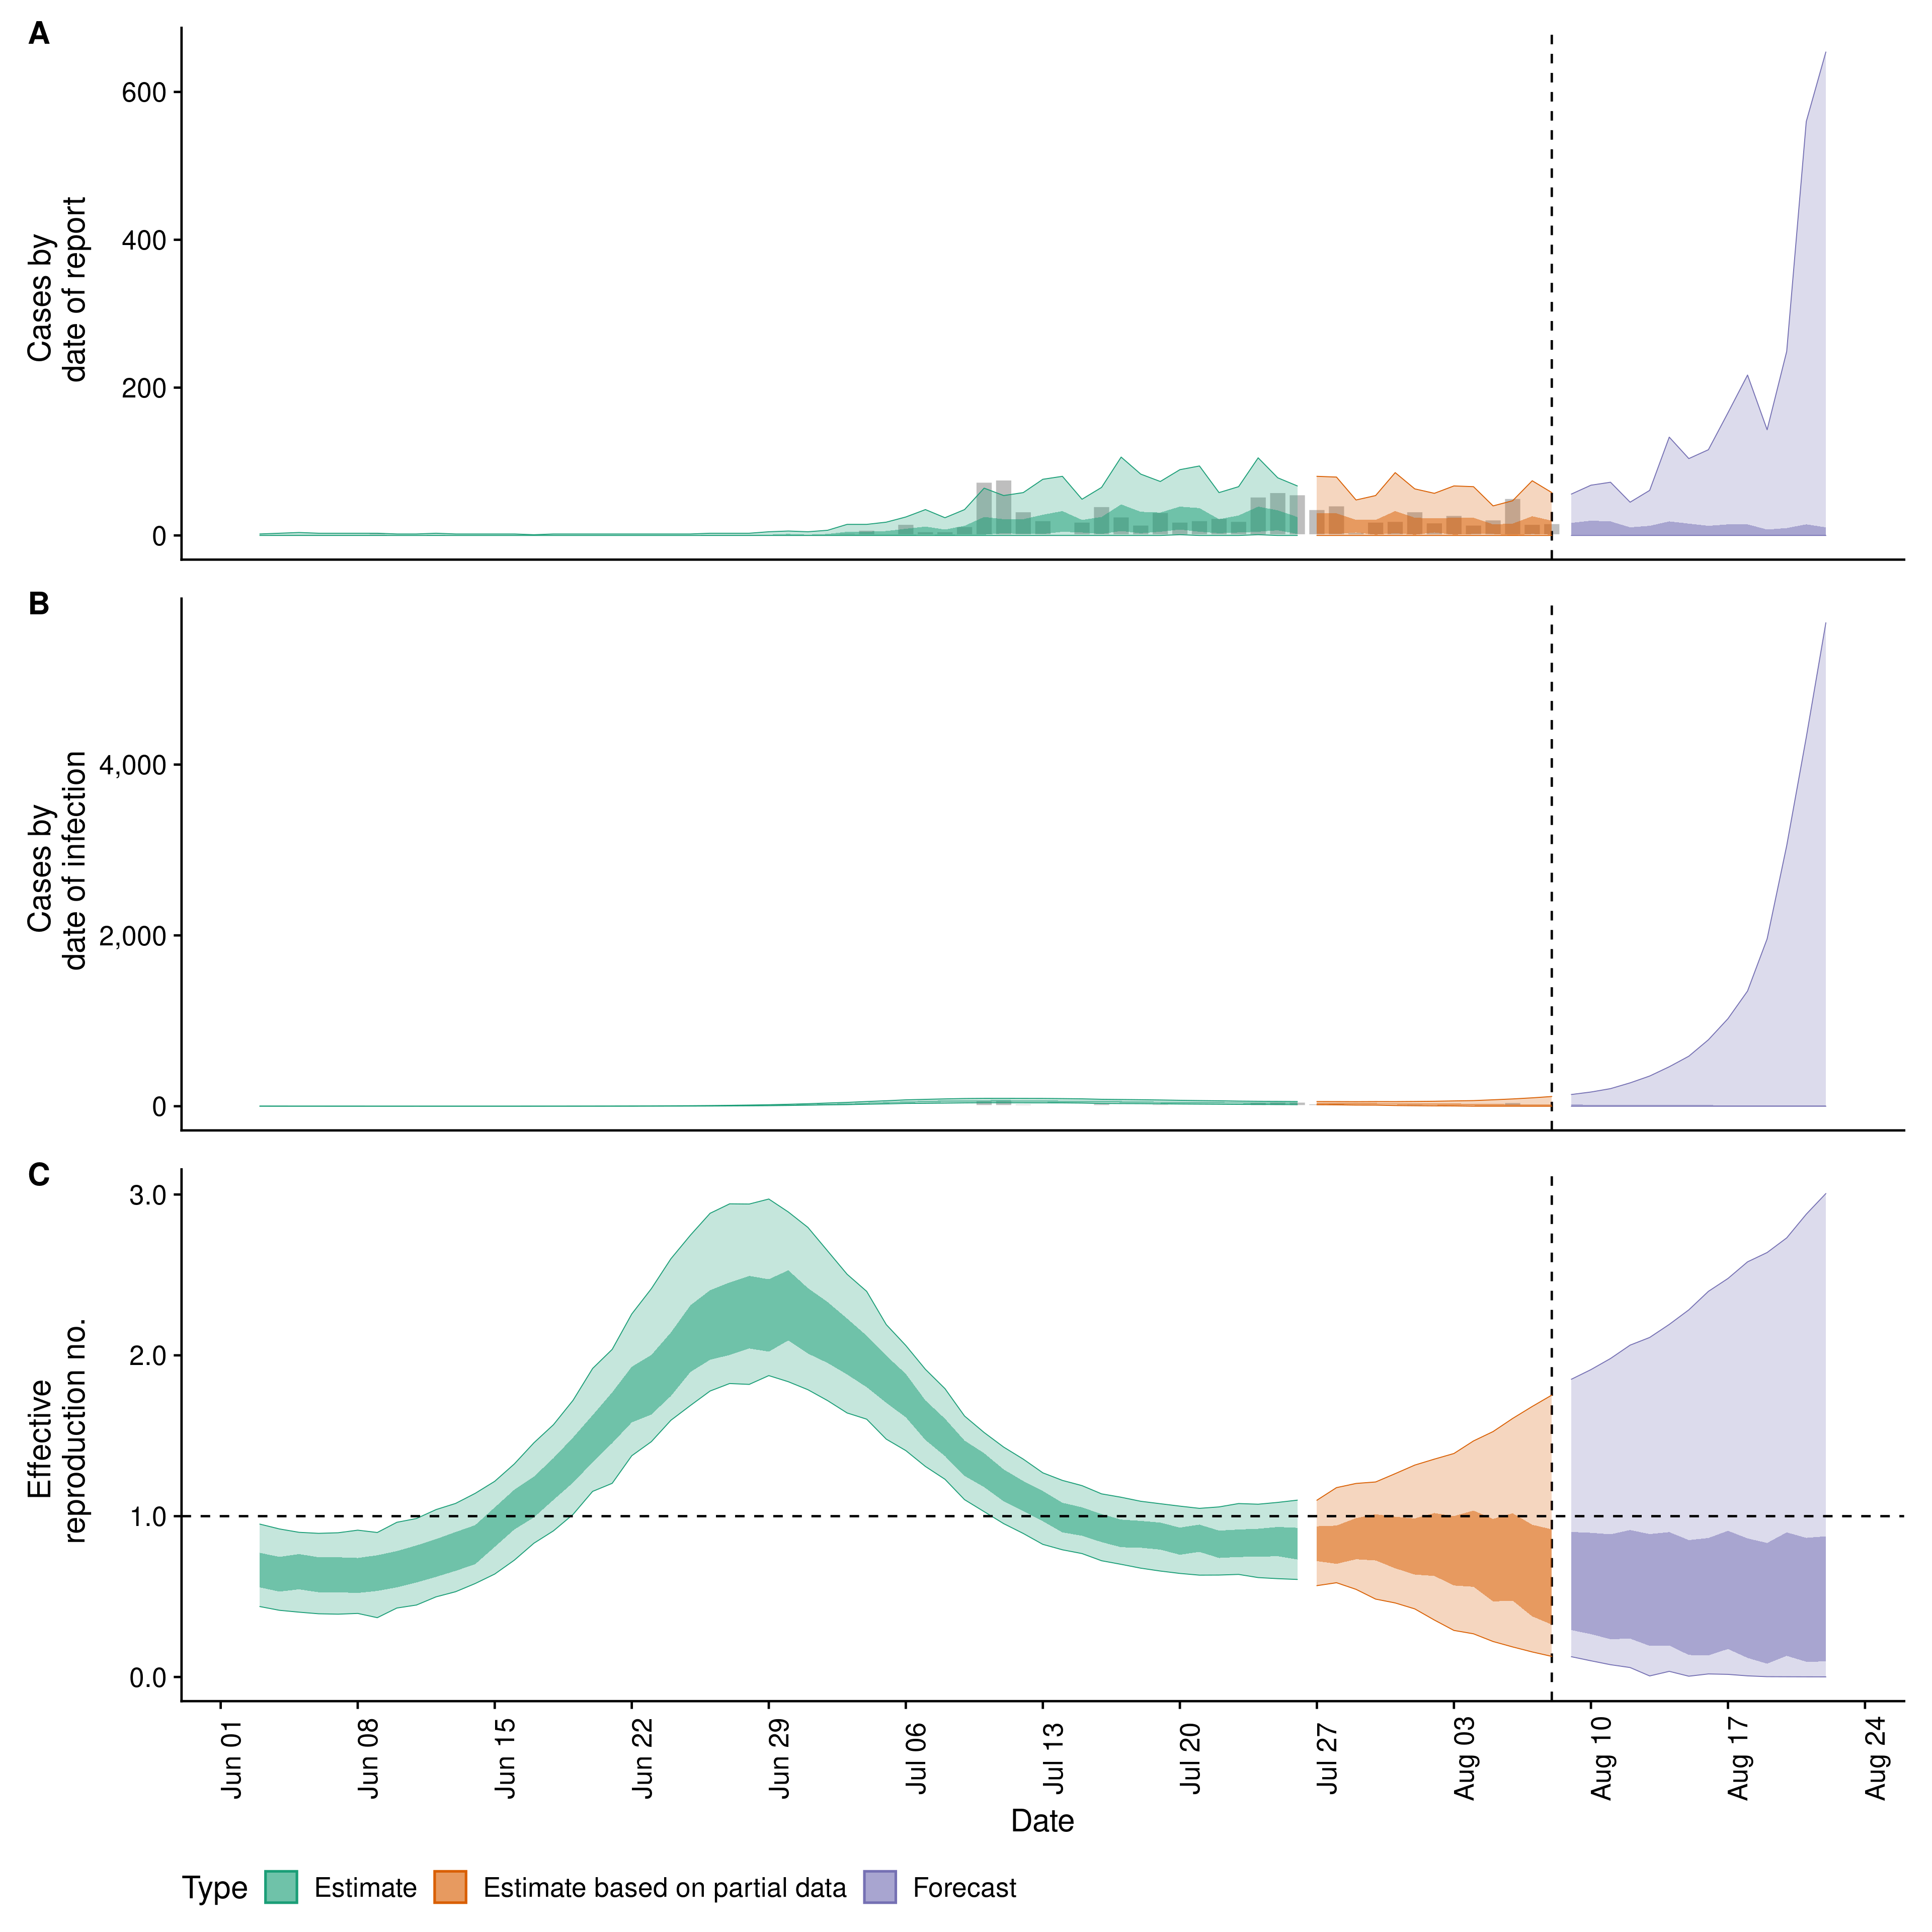 A
Cases by
date of report
600
400
200
0
B
Cases by
date of infection
4,000
2,000
0
C
Effective
reproduction no.
3.0
2.0
1.0
0.0
Jun 01
Jun 08
Jun 15
Jun 22
Jun 29
Jul 06
Jul 13
Jul 20
Jul 27
Aug 03
Aug 10
Aug 17
Aug 24
Date
Type Estimate Estimate based on partial data Forecast